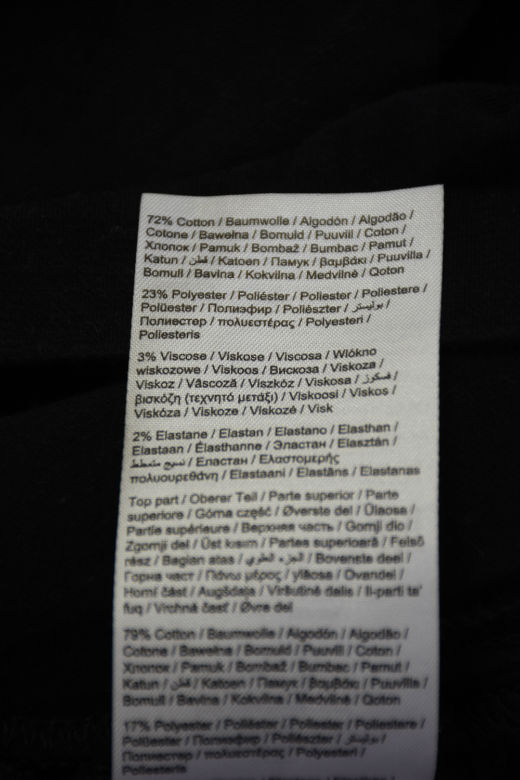 72% Cotton / Baumwolle / Algodón / Algodão /
Cotone / Bawełna / Bomuld / Puuvill / Coton /
Хлопок / Pamuk / Bombaž / Bumbac / Pamut /
Katun / قطن / Katoen / Памук / βαμβάκι / Puuvilla /
Bomull / Bavlna / Kokvilna / Medvilnė / Qoton
23% Polyester / Poliéster / Poliester / Poliestere /
Polüester / Полиэфир / Poliészter / بوليستر /
Полиестер / πολυεστέρας / Polyesteri /
Poliesteris
3% Viscose / Viskose / Viscosa / Włókno
wiskozowe / Viskoos / Вискоза / Viskoza /
Viskoz / Vâscoză / Viszkóz / Viskosa / فسكوز /
βισκόζη (τεχνητό μετάξι) / Viskoosi / Viskos /
Viskóza / Viskoze / Viskozė / Visk
2% Elastane / Elastan / Elastano / Elasthan /
Elastaan / Élasthanne / Эластан / Elasztán /
نسيج متمطط / Еластан / Ελαστομερής
πολυουρεθάνη / Elastaani / Elastāns / Elastanas
Top part / Oberer Teil / Parte superior / Parte
superiore / Górna część / Øverste del / Ülaosa /
Partie supérieure / Верхняя часть / Gornji dio /
Zgornji del / Üst kısım / Partea superioară / Felső
rész / Bagian atas / الجزء العلوي / Bovenste deel /
Горна част / Πάνω μέρος / yläosa / Ovandel /
Horní část / Augšdaļa / Viršutinė dalis / Il-parti ta'
fuq / Vrchná časť / Øvre del
79% Cotton / Baumwolle / Algodón / Algodão /
Cotone / Bawełna / Bomuld / Puuvill / Coton /
Хлопок / Pamuk / Bombaž / Bumbac / Pamut /
Katun / قطن / Katoen / Памук / βαμβάκι / Puuvilla /
Bomull / Bavlna / Kokvilna / Medvilnė / Qoton
17% Polyester / Poliéster / Poliester / Poliestere /
Polüester / Полиэфир / Poliészter / بوليستر /
Полиестер / πολυεστέρας / Polyesteri /
Poliesteris